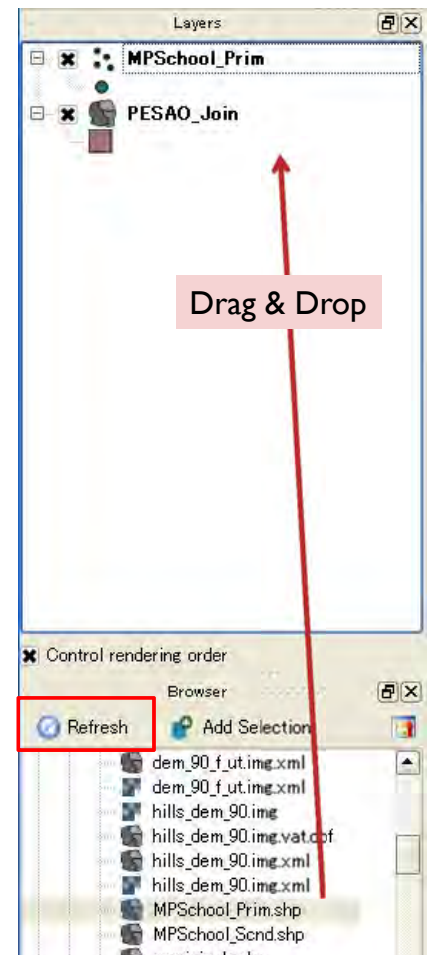 Layers
MPSchool_Prim
PESAO_Join
Drag & Drop
Control rendering order
Browser
Refresh Add Selection
dem_90_f_ut.img.xml
dem_90_f_ut.img.xml
hills_dem_90.img
hills_dem_90.img.vat.dbf
hills_dem_90.img.xml
hills_dem_90.img.xml
MPSchool_Prim.shp
MPSchool_Scnd.shp